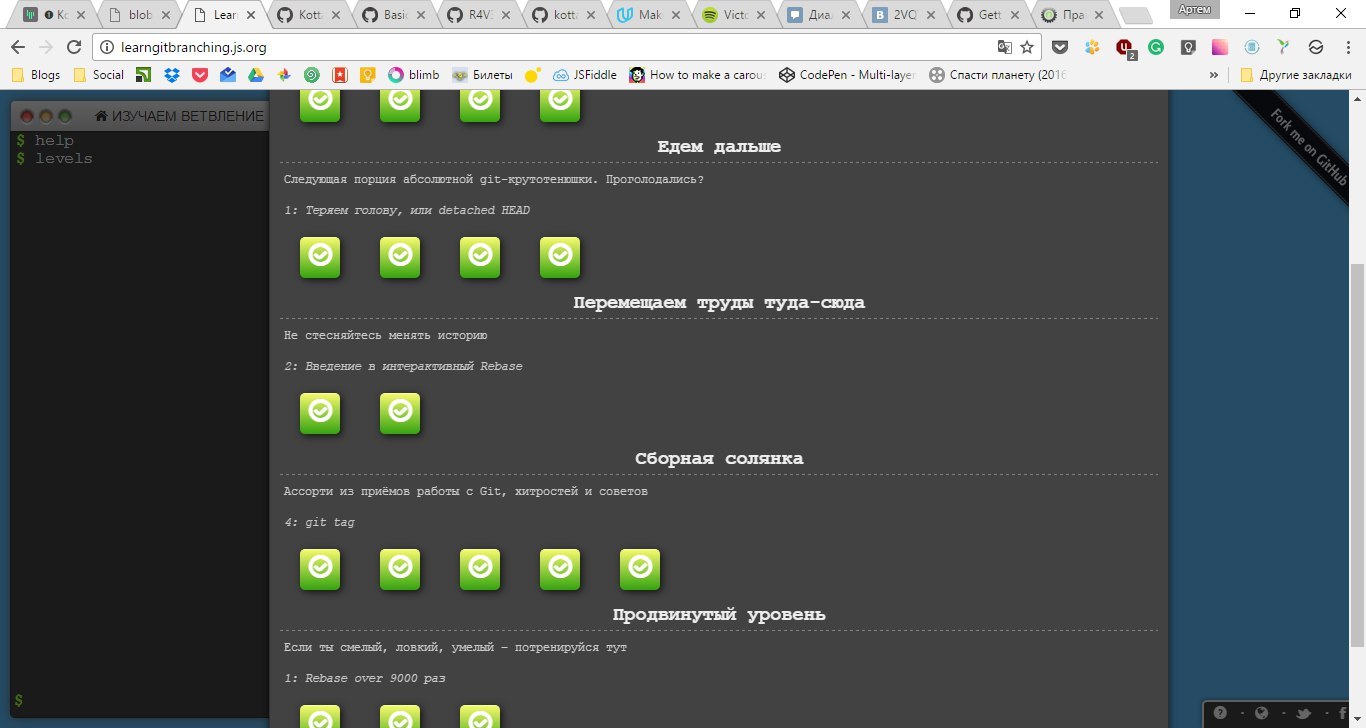 Kc
blob
Lear
Kott
Basic
R4V
kotta
Mak
Victo
Диа
2VQ
Gett
Пра
Артем
learngitbranching.js.org
2
Blogs
Social
blimb
Билеты
JSFiddle
How to make a carou
CodePen - Multi-layer
Спасти планету (2016
»
Другие закладки
ИЗУЧАЕМ ВЕТВЛЕНИЕ
$ help
$ levels
$
Fork me on GitHub
Едем дальше
Следующая порция абсолютной git-крутотенюшки. Проголодались?
1: Теряем голову, или detached HEAD
Перемещаем труды туда-сюда
Не стесняйтесь менять историю
2: Введение в интерактивный Rebase
Сборная солянка
Ассорти из приёмов работы с Git, хитростей и советов
4: git tag
Продвинутый уровень
Если ты смелый, ловкий, умелый - потренируйся тут
1: Rebase over 9000 раз